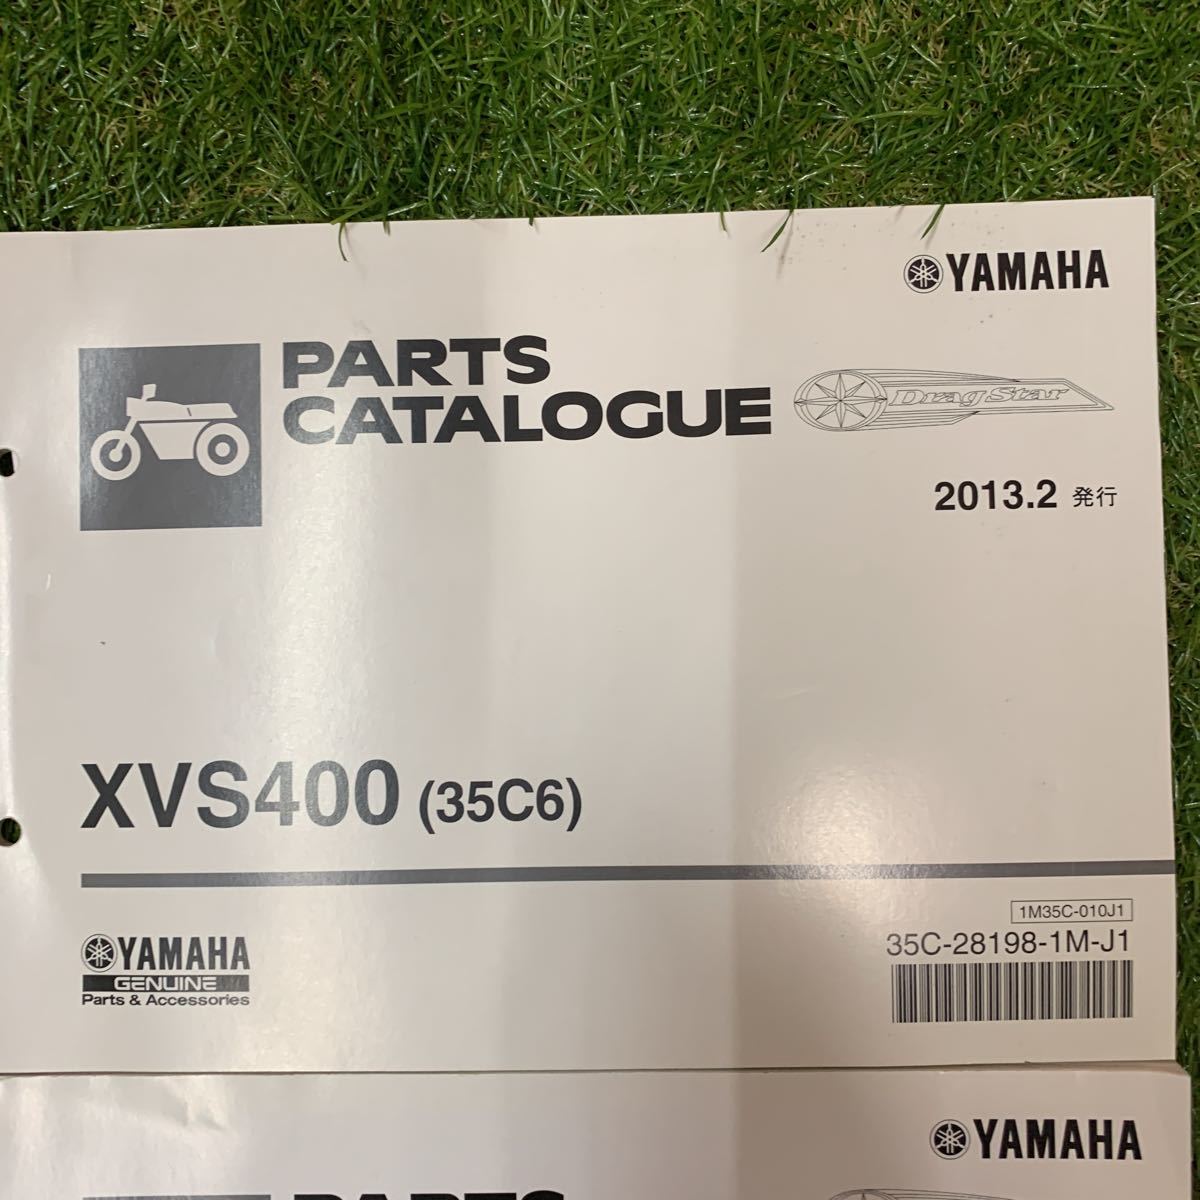 YAMAHA
PARTS
CATALOGUE
DragStar
2013.2 発行
XVS400 (35C6)
1M35C-010J1
35C-28198-1M-J1
YAMAHA
GENUINE
Parts & Accessories
YAMAHA
PARTS